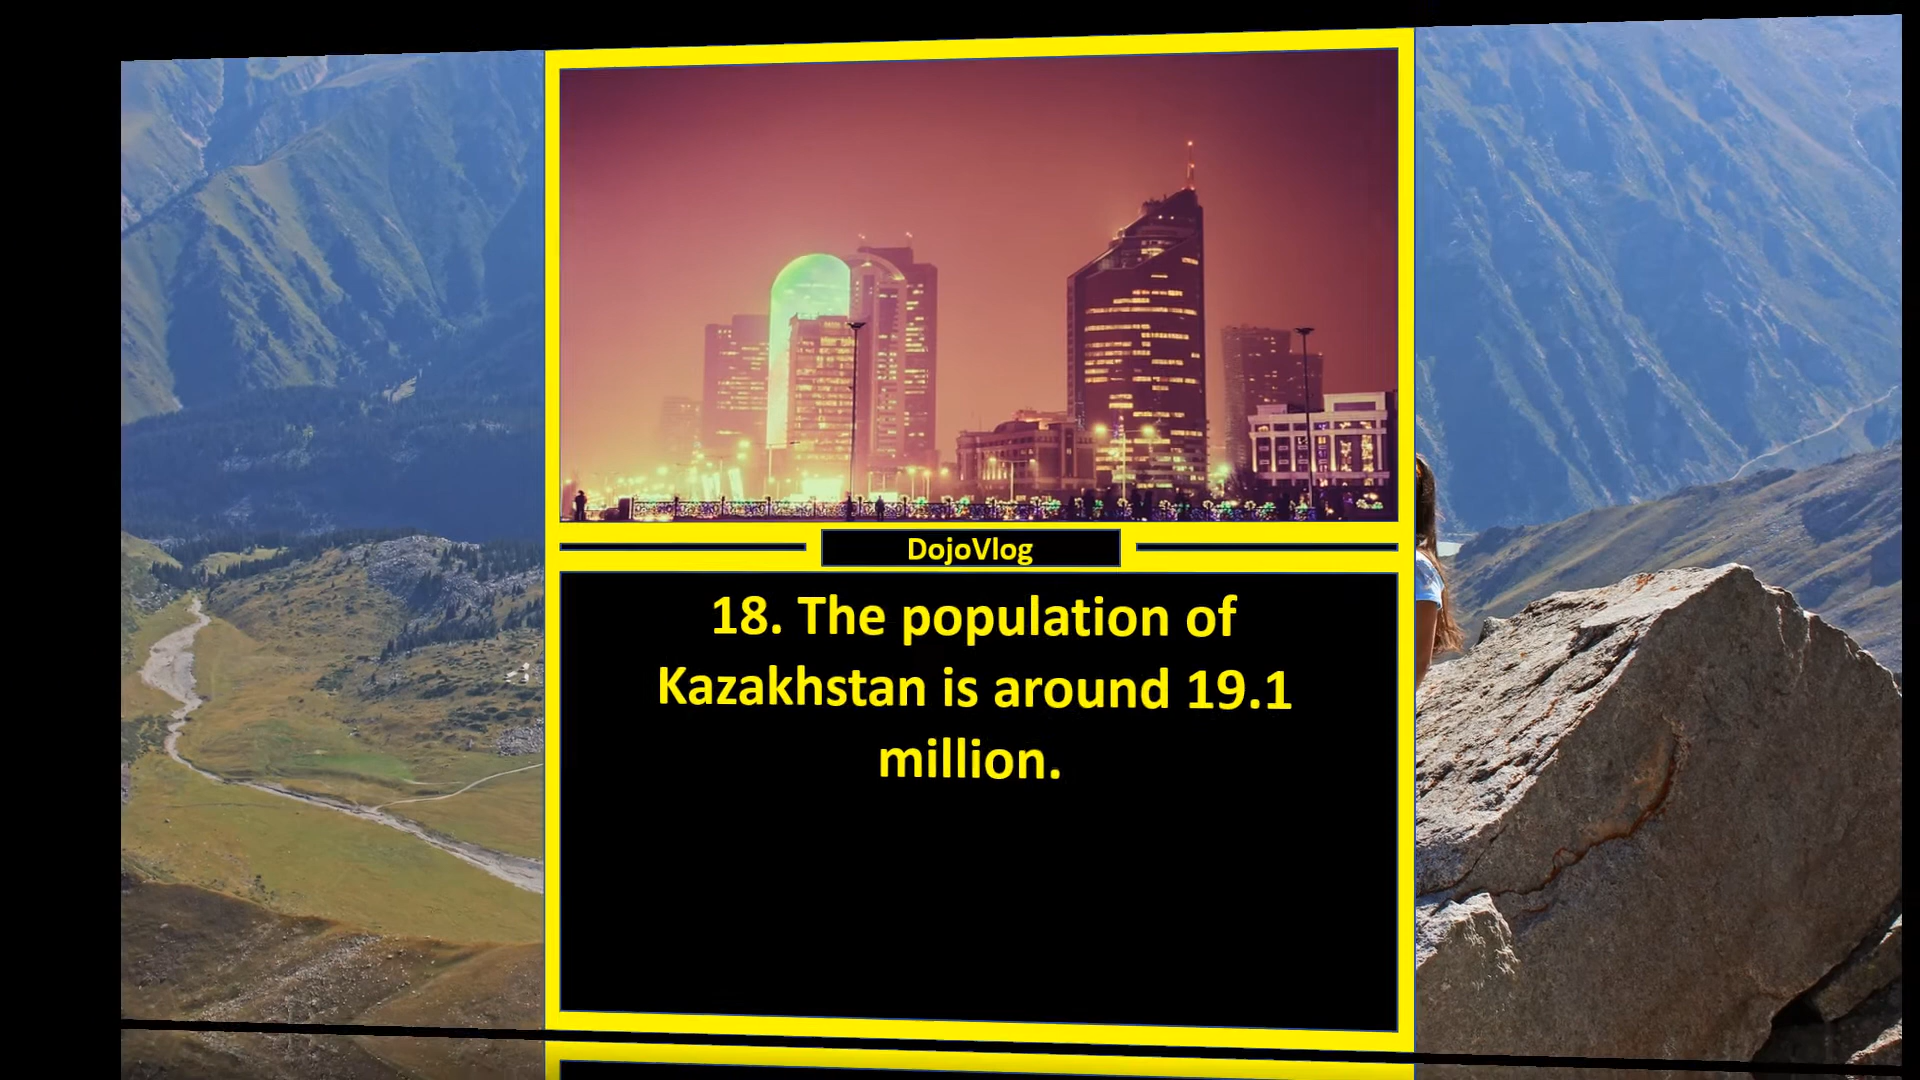 DojoVlog
18. The population of
Kazakhstan is around 19.1
million.